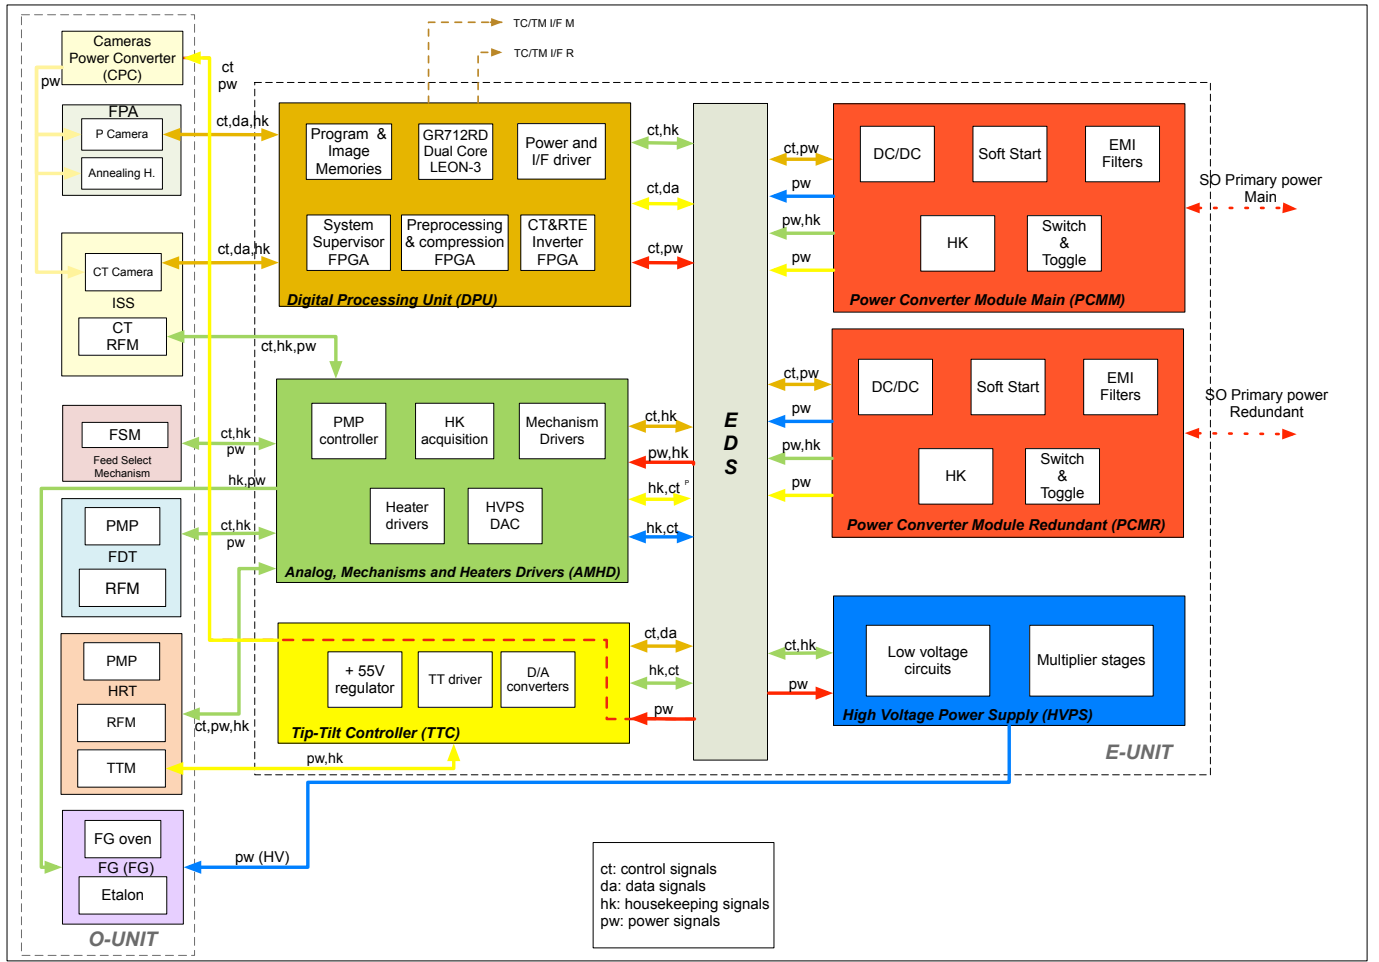 TC/TM I/F M
TC/TM I/F R
Cameras
Power Converter
(CPC)
ct
pw
pw
FPA
P Camera
Annealing H.
ct,da,hk
CT Camera
ISS
CT
RFM
ct,da,hk
ct,hk,pw
FSM
Feed Select
Mechanism
ct,hk
pw
hk,pw
PMP
FDT
RFM
ct,hk
pw
PMP
HRT
RFM
TTM
ct,pw,hk
pw,hk
FG oven
FG (FG)
Etalon
pw (HV)
O-UNIT
Program &
Image
Memories
GR712RD
Dual Core
LEON-3
Power and
I/F driver
System
Supervisor
FPGA
Preprocessing
& compression
FPGA
CT&RTE
Inverter
FPGA
Digital Processing Unit (DPU)
ct,hk
ct,da
ct,pw
PMP
controller
HK
acquisition
Mechanism
Drivers
Heater
drivers
HVPS
DAC
Analog, Mechanisms and Heaters Drivers (AMHD)
ct,hk
pw,hk
hk,ct
P
hk,ct
+ 55V
regulator
TT driver
D/A
converters
Tip-Tilt Controller (TTC)
ct,da
hk,ct
pw
E
D
S
ct,pw
pw
pw,hk
pw
DC/DC
Soft Start
EMI
Filters
HK
Switch
&
Toggle
Power Converter Module Main (PCMM)
SO Primary power
Main
ct,pw
pw
pw,hk
pw
DC/DC
Soft Start
EMI
Filters
HK
Switch
&
Toggle
Power Converter Module Redundant (PCMR)
SO Primary power
Redundant
ct,hk
pw
Low voltage
circuits
Multiplier stages
High Voltage Power Supply (HVPS)
E-UNIT
ct: control signals
da: data signals
hk: housekeeping signals
pw: power signals